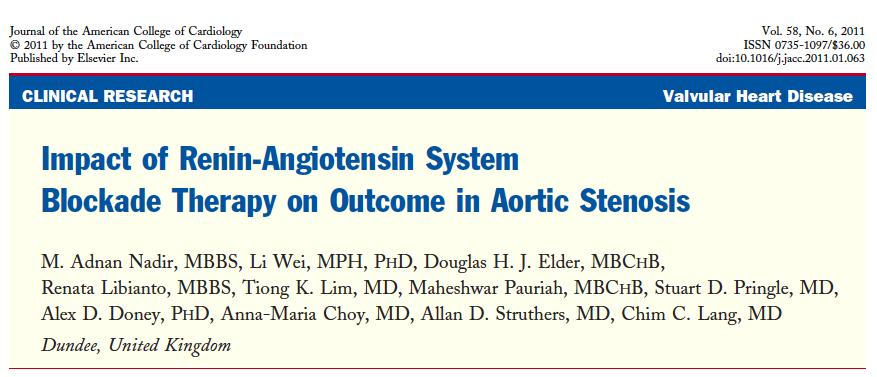 Journal of the American College of Cardiology
© 2011 by the American College of Cardiology Foundation
Published by Elsevier Inc.
Vol. 58, No. 6, 2011
ISSN 0735-1097/$36.00
doi:10.1016/j.jacc.2011.01.063
CLINICAL RESEARCH
Valvular Heart Disease
Impact of Renin-Angiotensin System
Blockade Therapy on Outcome in Aortic Stenosis
M. Adnan Nadir, MBBS, Li Wei, MPH, PHD, Douglas H. J. Elder, MBCHB,
Renata Libianto, MBBS, Tiong K. Lim, MD, Maheshwar Pauriah, MBCHB, Stuart D. Pringle, MD,
Alex D. Doney, PHD, Anna-Maria Choy, MD, Allan D. Struthers, MD, Chim C. Lang, MD
Dundee, United Kingdom